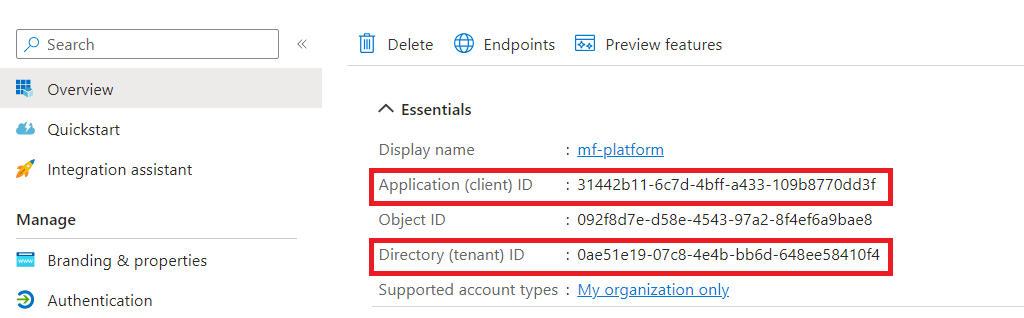 Search
Overview
Quickstart
Integration assistant
Manage
Branding & properties
Authentication
Delete Endpoints Preview features
Essentials
Display name : mf-platform
Application (client) ID : 31442b11-6c7d-4bff-a433-109b8770dd3f
Object ID : 092f8d7e-d58e-4543-97a2-8f4ef6a9bae8
Directory (tenant) ID : 0ae51e19-07c8-4e4b-bb6d-648ee58410f4
Supported account types : My organization only